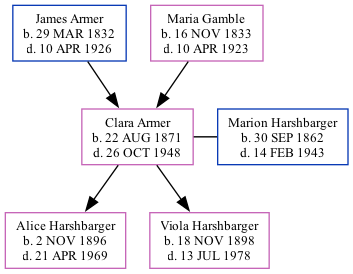 James Armer
b. 29 MAR 1832
d. 10 APR 1926
Maria Gamble
b. 16 NOV 1833
d. 10 APR 1923
Clara Armer
b. 22 AUG 1871
d. 26 OCT 1948
Marion Harshbarger
b. 30 SEP 1862
d. 14 FEB 1943
Alice Harshbarger
b. 2 NOV 1896
d. 21 APR 1969
Viola Harshbarger
b. 18 NOV 1898
d. 13 JUL 1978